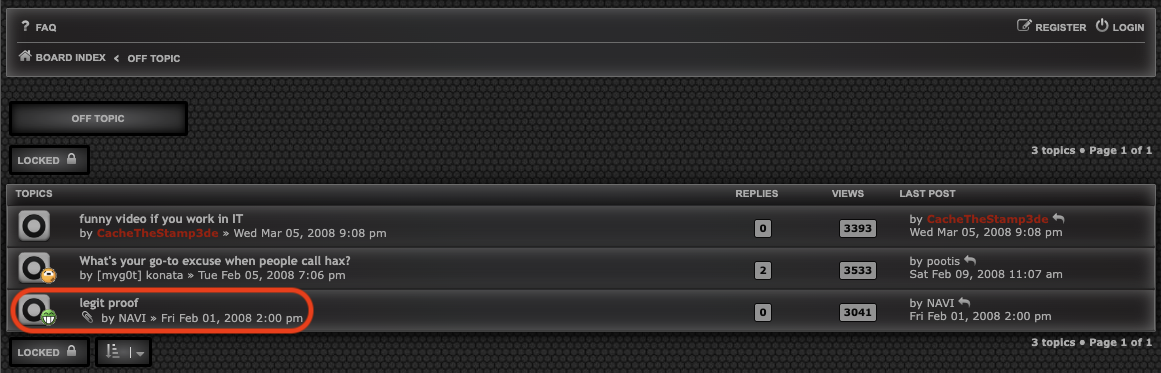 ? FAQ
REGISTER LOGIN
BOARD INDEX < OFF TOPIC
OFF TOPIC
LOCKED
3 topics • Page 1 of 1
TOPICS REPLIES VIEWS LAST POST
funny video if you work in IT
by CacheTheStamp3de » Wed Mar 05, 2008 9:08 pm
0 3393
by CacheTheStamp3de
Wed Mar 05, 2008 9:08 pm
What's your go-to excuse when people call hax?
by [myg0t] konata » Tue Feb 05, 2008 7:06 pm
2 3533
by pootis
Sat Feb 09, 2008 11:07 am
legit proof
by NAVI » Fri Feb 01, 2008 2:00 pm
0 3041
by NAVI
Fri Feb 01, 2008 2:00 pm
LOCKED
3 topics • Page 1 of 1